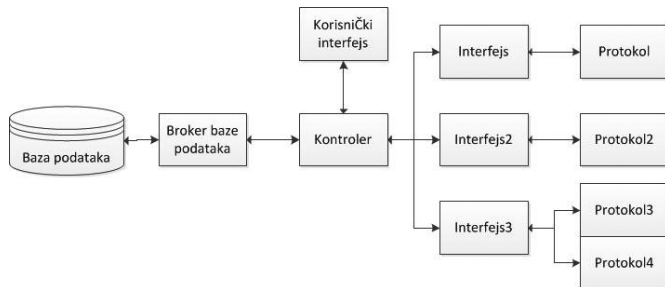 KorisniČki
interfejs
Interfejs
Protokol
Baza podataka
Broker baze
podataka
Kontroler
Interfejs2
Protokol2
Interfejs3
Protokol3
Protokol4